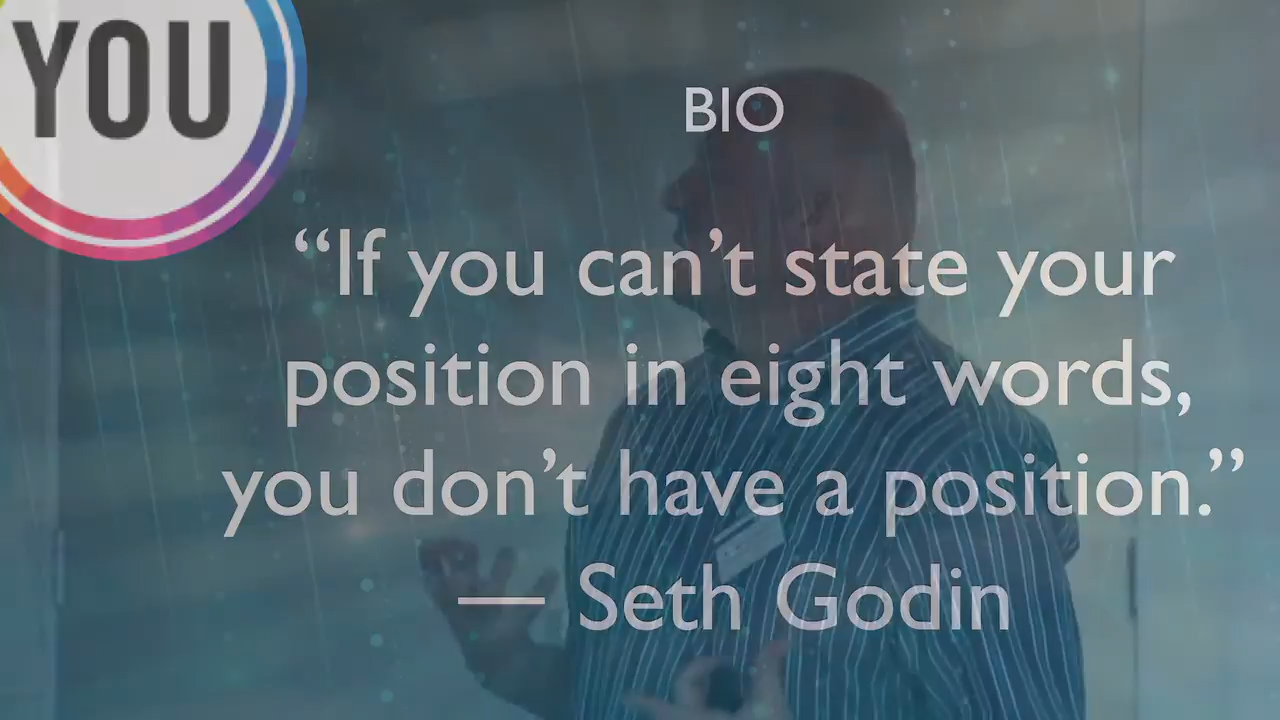 YOU
BIO
“If you can’t state your
position in eight words,
you don’t have a position.”
— Seth Godin